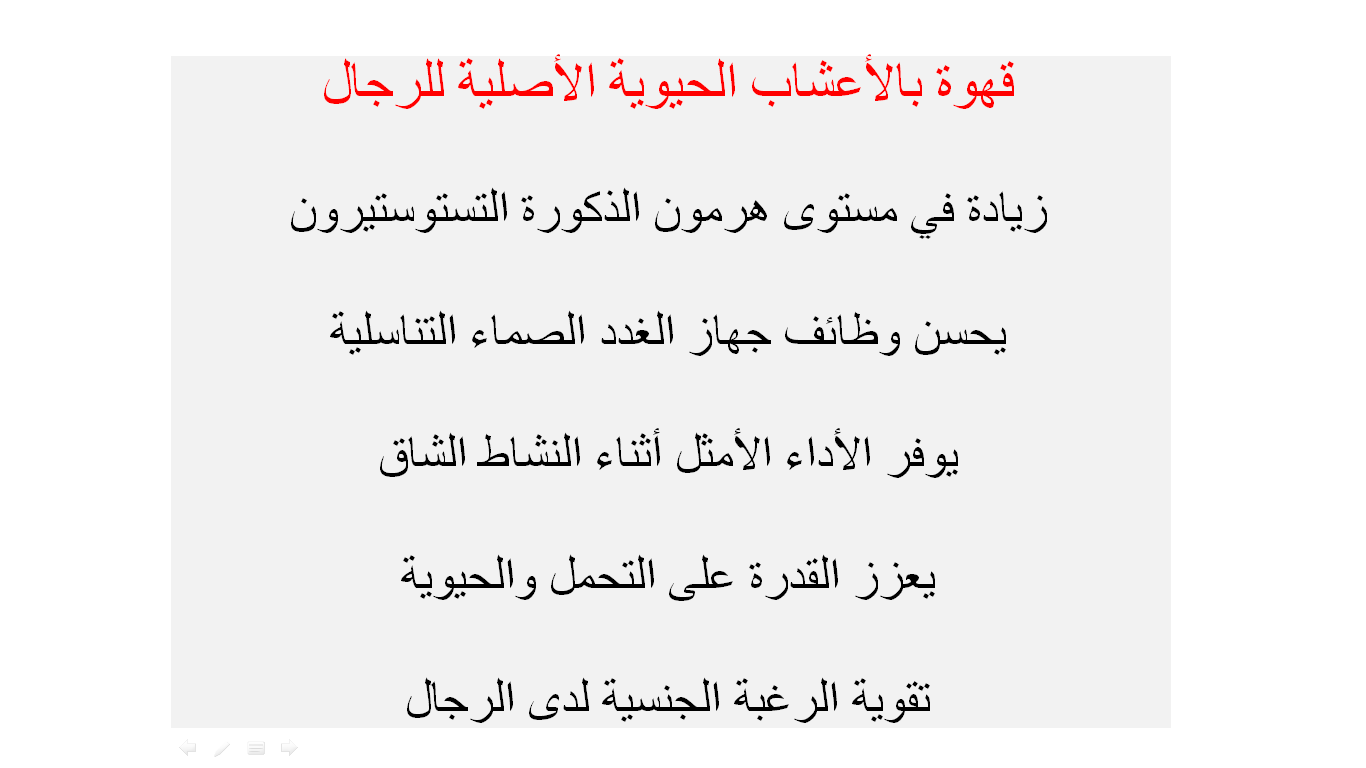 قهوة بالأعشاب الحيوية الأصلية للرجال
زيادة في مستوى هرمون الذكورة التستوستيرون
يحسن وظائف جهاز الغدد الصماء التناسلية
يوفر الأداء الأمثل أثناء النشاط الشاق
يعزز القدرة على التحمل والحيوية
تقوية الرغبة الجنسية لدى الرجال